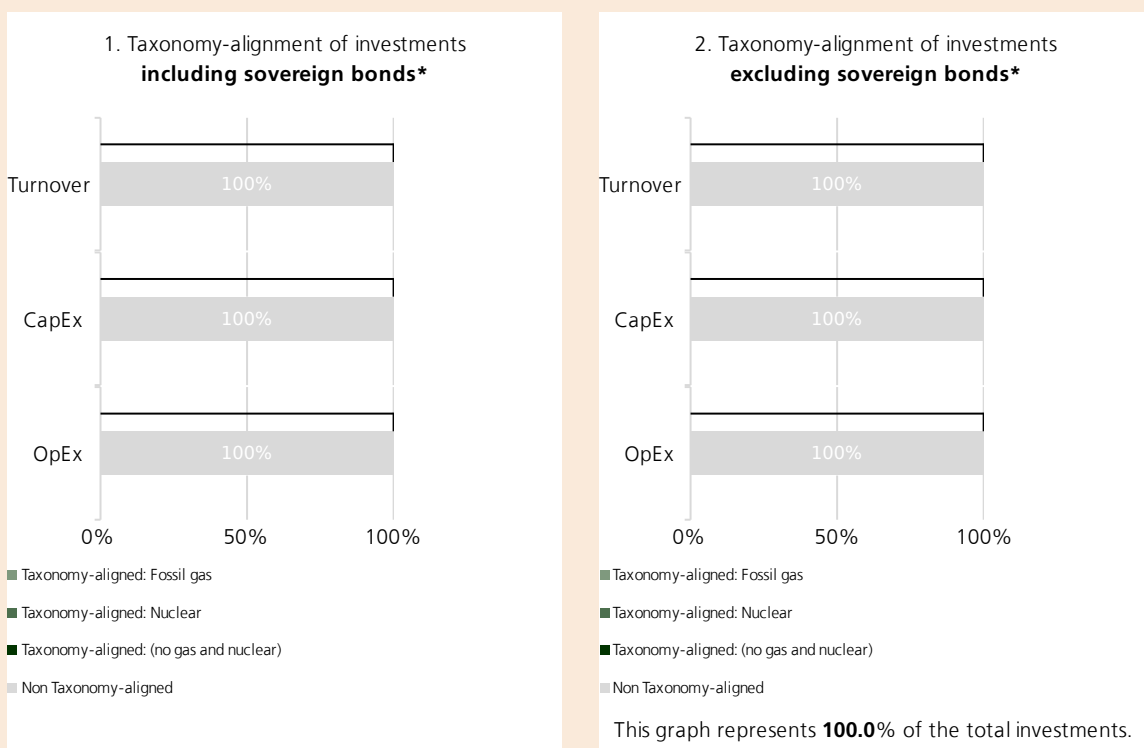 1. Taxonomy-alignment of investments
including sovereign bonds*
Turnover
100%
CapEx
100%
OpEx
100%
0% 50% 100%
Taxonomy-aligned: Fossil gas
Taxonomy-aligned: Nuclear
Taxonomy-aligned: (no gas and nuclear)
Non Taxonomy-aligned
2. Taxonomy-alignment of investments
excluding sovereign bonds*
Turnover
100%
CapEx
100%
OpEx
100%
0% 50% 100%
Taxonomy-aligned: Fossil gas
Taxonomy-aligned: Nuclear
Taxonomy-aligned: (no gas and nuclear)
Non Taxonomy-aligned
This graph represents 100.0% of the total investments.